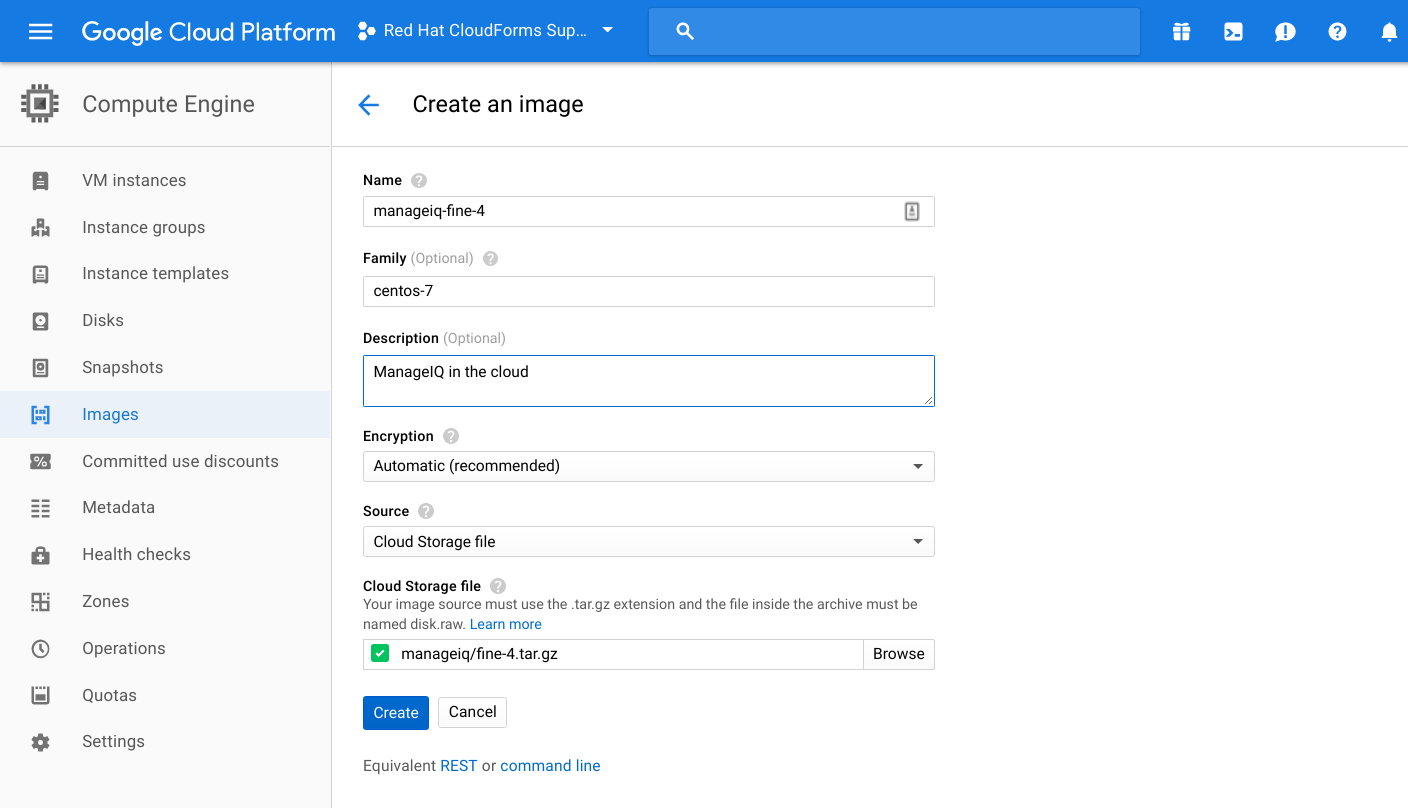 Google Cloud Platform
Red Hat CloudForms Sup...
Compute Engine
VM instances
Instance groups
Instance templates
Disks
Snapshots
Images
Committed use discounts
Metadata
Health checks
Zones
Operations
Quotas
Settings
Create an image
Name
manageiq-fine-4
Family (Optional)
centos-7
Description (Optional)
ManageIQ in the cloud
Encryption
Automatic (recommended)
Source
Cloud Storage file
Cloud Storage file
Your image source must use the .tar.gz extension and the file inside the archive must be
named disk.raw. Learn more
manageiq/fine-4.tar.gz
Browse
Create
Cancel
Equivalent REST or command line